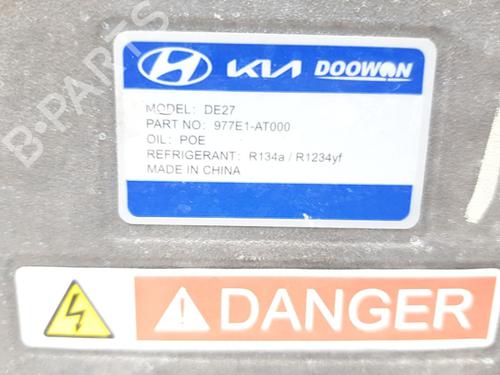 KIA DOOWON
MODEL: DE27
PART NO: 977E1-AT000
OIL: POE
REFRIGERANT: R134a / R1234yf
MADE IN CHINA
DANGER
B-PARTS